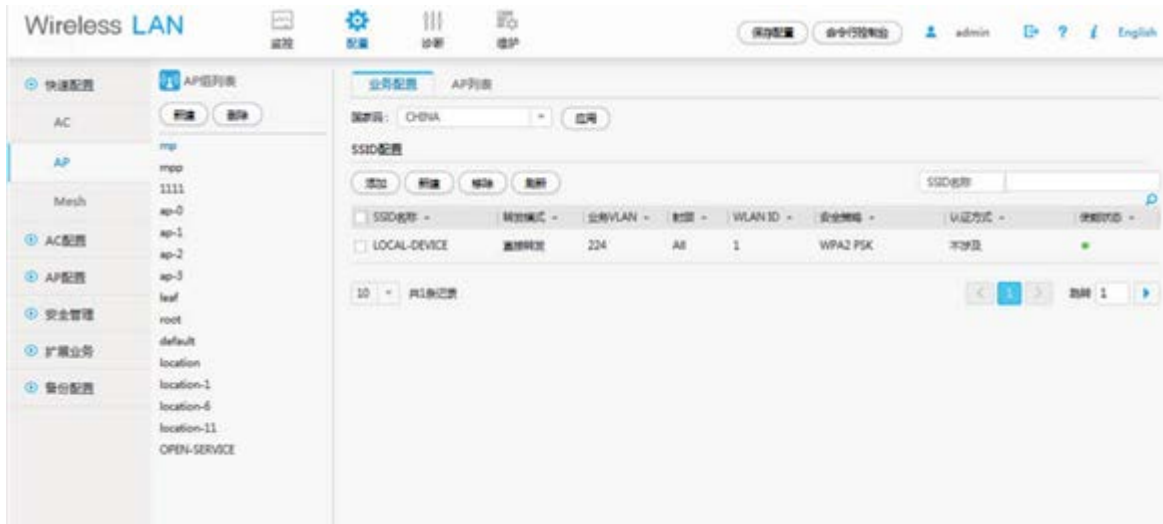 Wireless LAN
监控
配置
诊断
维护
保存配置
命令行控制台
admin
?
i
English
快速配置
AC
AP
Mesh
AC配置
AP配置
安全管理
扩展业务
备份配置
AP组列表
新建
删除
mp
mpp
1111
ap-0
ap-1
ap-2
ap-3
leaf
root
default
location
location-1
location-6
location-11
OPEN-SERVICE
业务配置
AP列表
国家码: CHINA
应用
SSID配置
添加
新建
移除
刷新
SSID名称
SSID名称 转发模式 业务VLAN 射频 WLAN ID 安全策略 认证方式 使能状态
LOCAL-DEVICE 直接转发 224 All 1 WPA2 PSK 不涉及
10 共1条记录
< 1 > 跳转 1